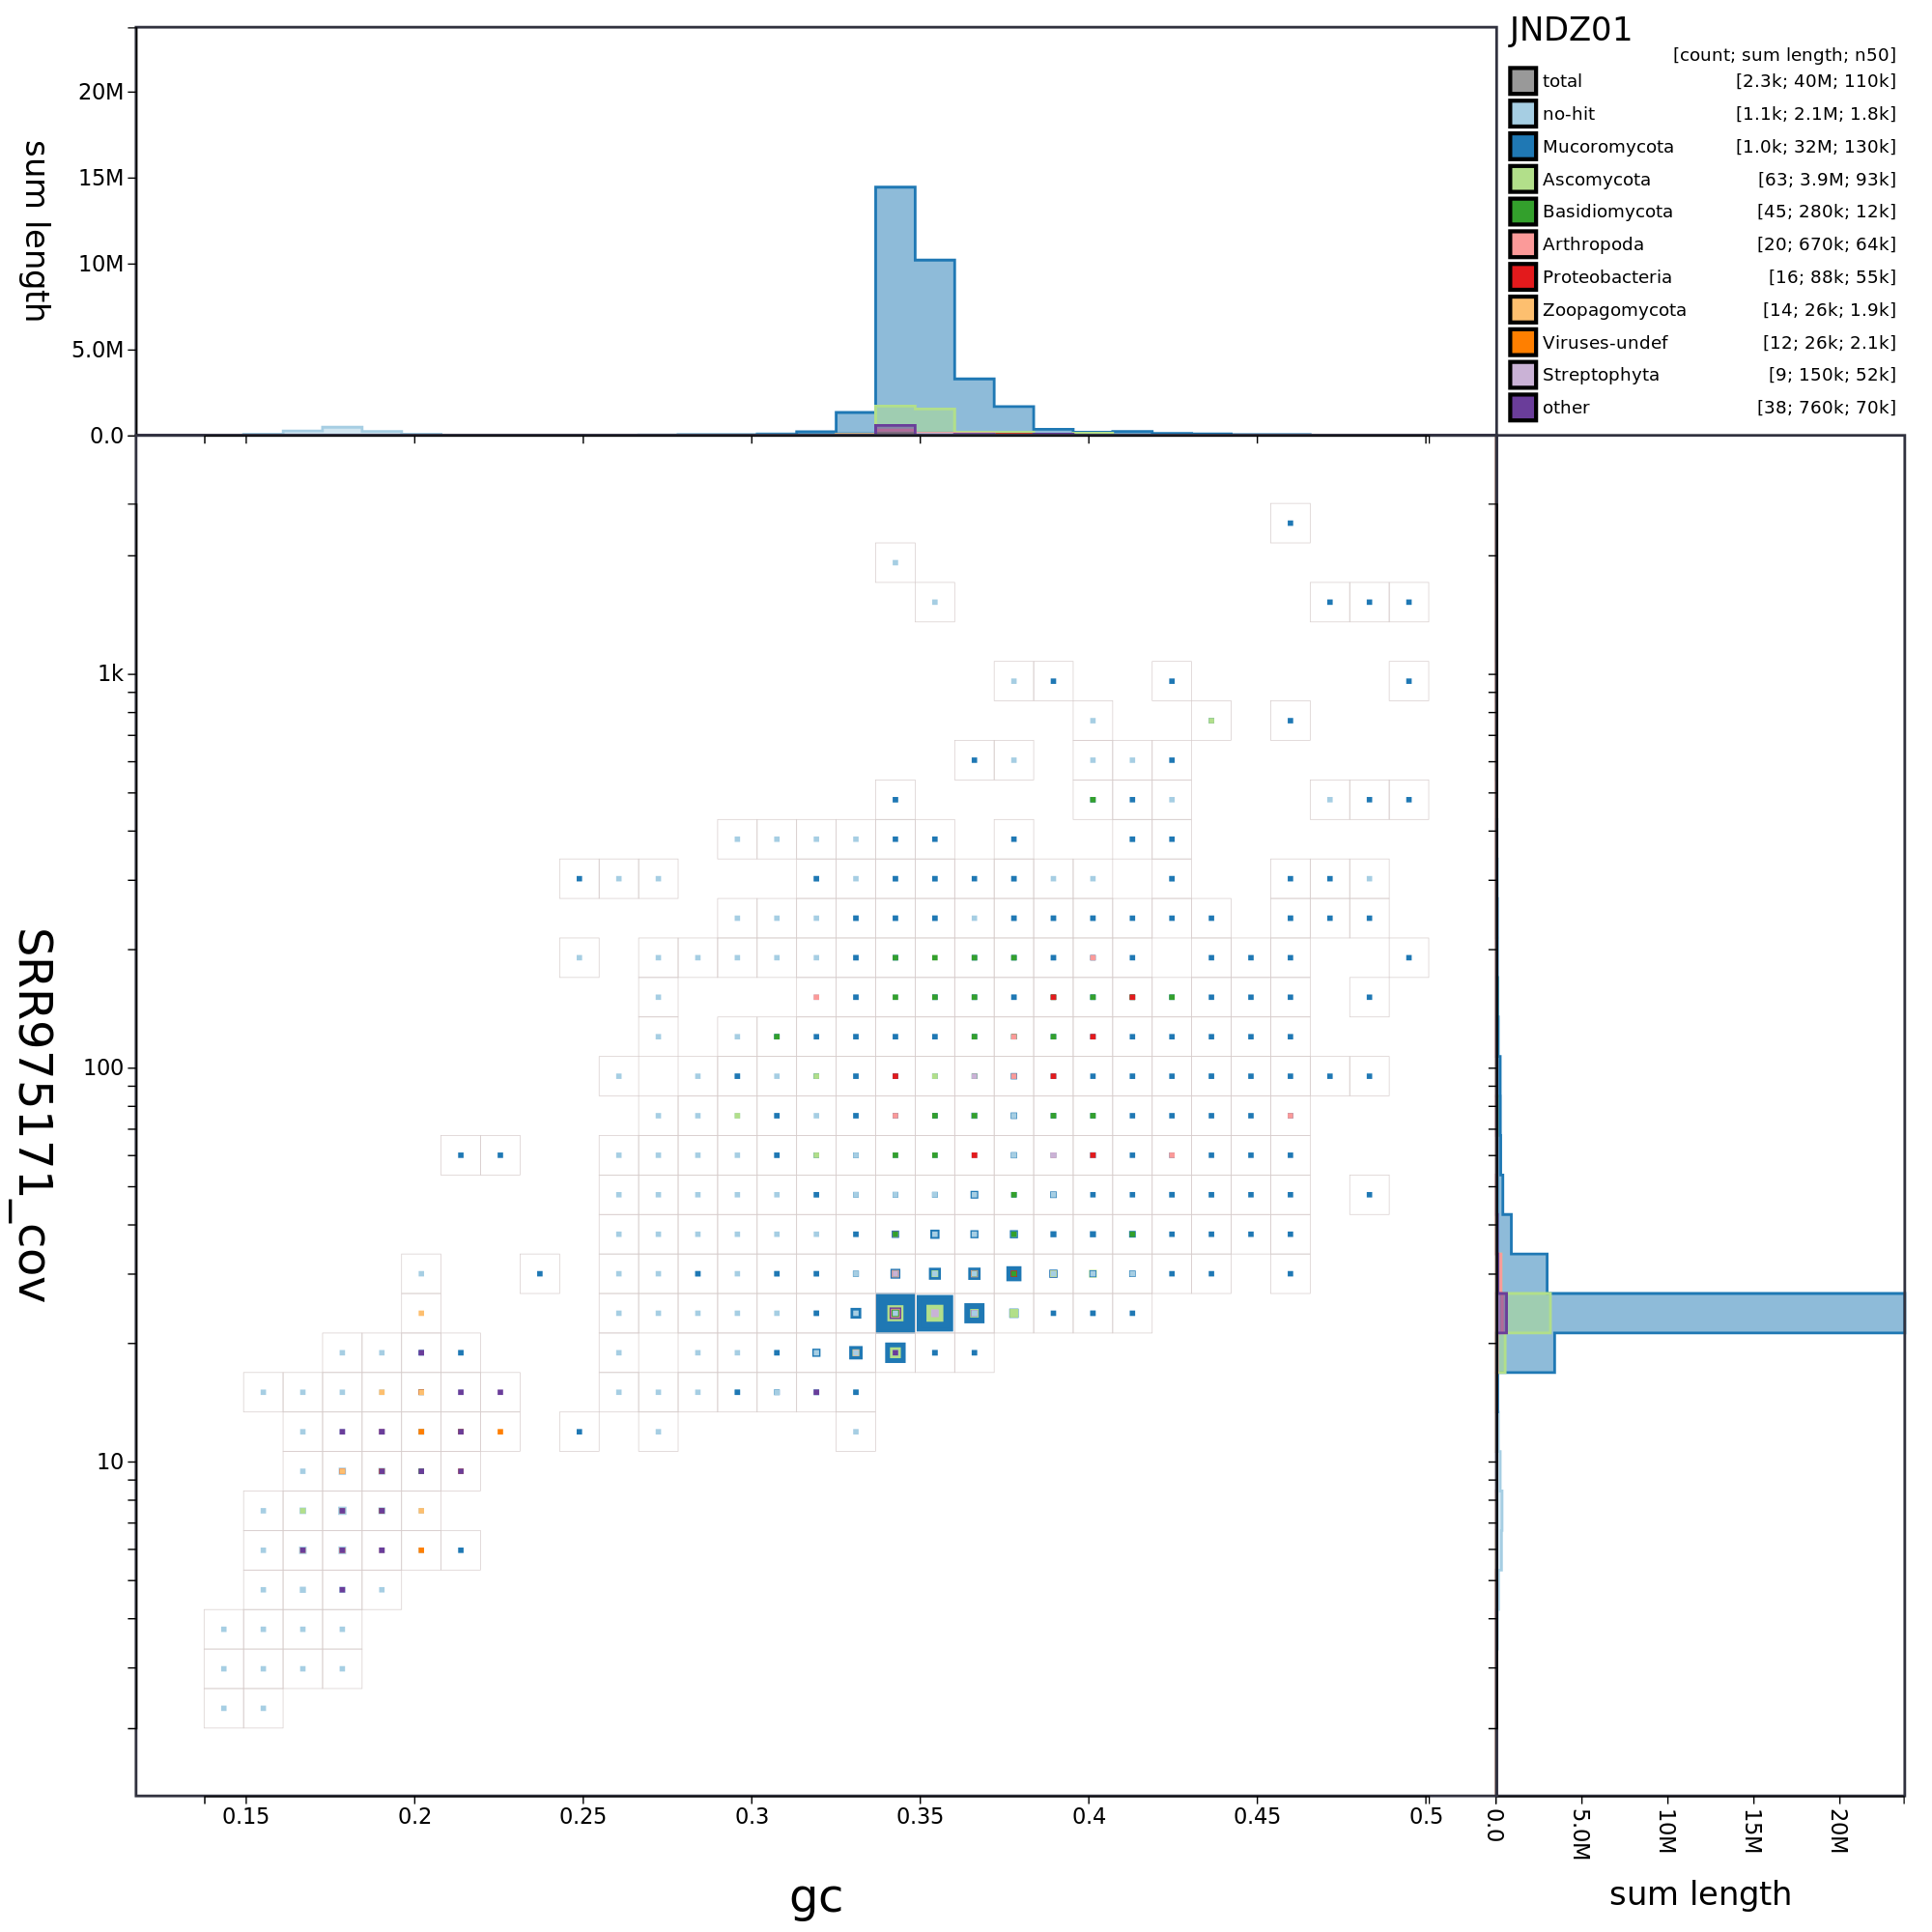 JNDZ01
[count; sum length; n50]
total [2.3k; 40M; 110k]
no-hit [1.1k; 2.1M; 1.8k]
Mucoromycota [1.0k; 32M; 130k]
Ascomycota [63; 3.9M; 93k]
Basidiomycota [45; 280k; 12k]
Arthropoda [20; 670k; 64k]
Proteobacteria [16; 88k; 55k]
Zoopagomycota [14; 26k; 1.9k]
Viruses-undef [12; 26k; 2.1k]
Streptophyta [9; 150k; 52k]
other [38; 760k; 70k]
sum length
20M
15M
10M
5.0M
0.0
SRR975171_cov
1k
100
10
0.15 0.2 0.25 0.3 0.35 0.4 0.45 0.5
gc
0.0 5.0M 10M 15M 20M
sum length